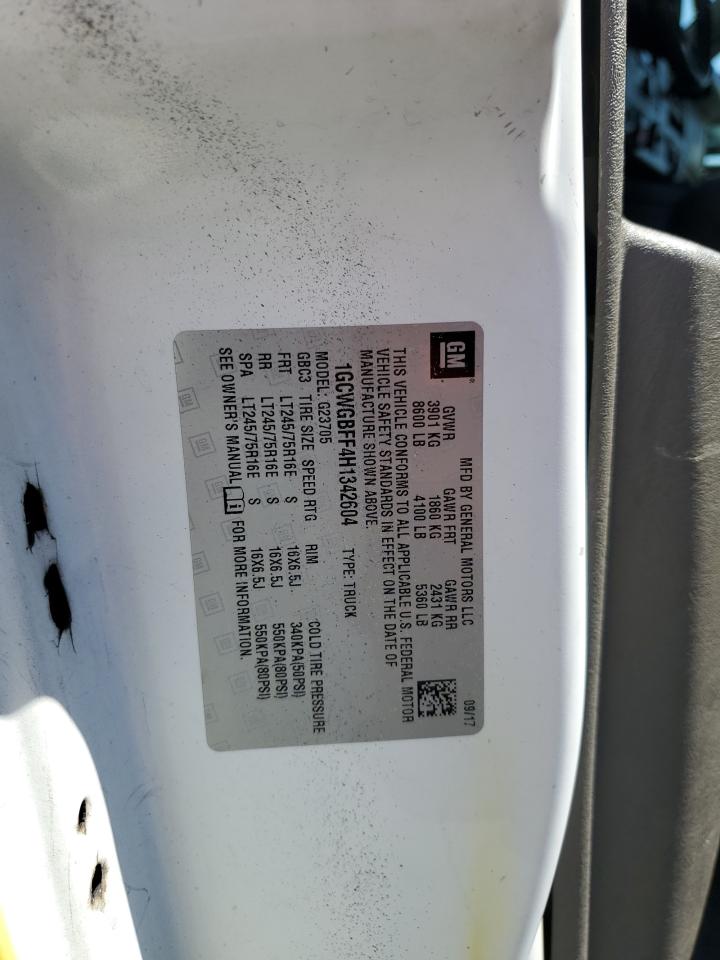 GM
MFD BY GENERAL MOTORS LLC 09/17
GVWR GAWR FRT GAWR RR
3901 KG 1860 KG 2431 KG
8600 LB 4100 LB 5360 LB
THIS VEHICLE CONFORMS TO ALL APPLICABLE U.S. FEDERAL MOTOR
VEHICLE SAFETY STANDARDS IN EFFECT ON THE DATE OF
MANUFACTURE SHOWN ABOVE.
1GCWGBFF4H1342604 TYPE: TRUCK
MODEL: G23705
GBC3 TIRE SIZE SPEED RTG RIM COLD TIRE PRESSURE
FRT LT245/75R16E S 16X6.5J 340KPA(50PSI)
RR LT245/75R16E S 16X6.5J 550KPA(80PSI)
SPA LT245/75R16E S 16X6.5J 550KPA(80PSI)
SEE OWNER'S MANUAL FOR MORE INFORMATION.